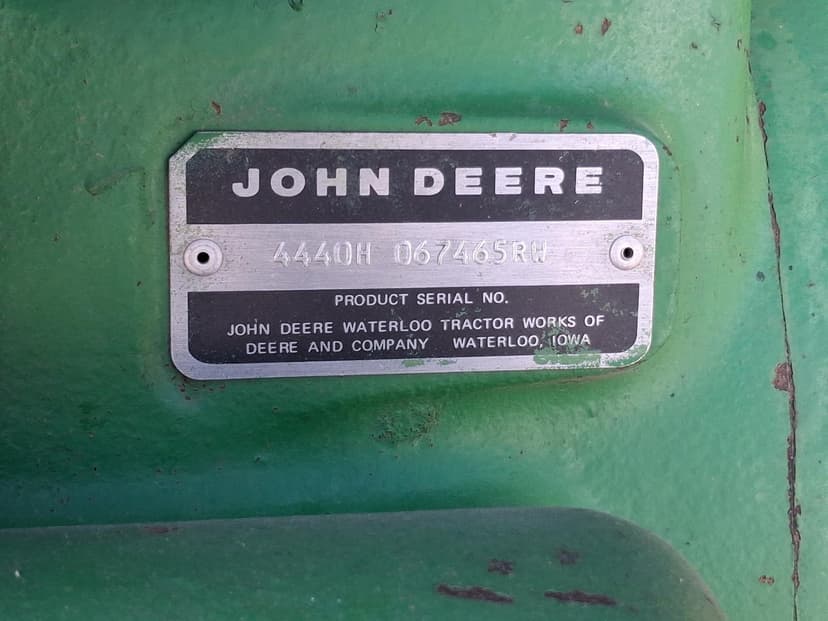 JOHN DEERE
4440H 067465RW
PRODUCT SERIAL NO.
JOHN DEERE WATERLOO TRACTOR WORKS OF
DEERE AND COMPANY WATERLOO, IOWA